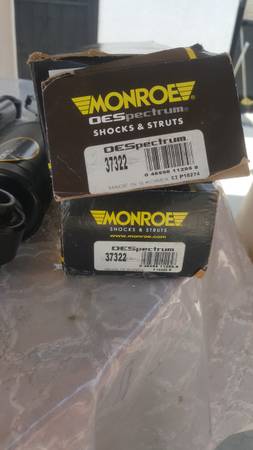 MONROE
OESpectrum
SHOCKS & STRUTS
OESpectrum
37322
MONROE
SHOCKS & STRUTS
www.monroe.com
OESpectrum
37322